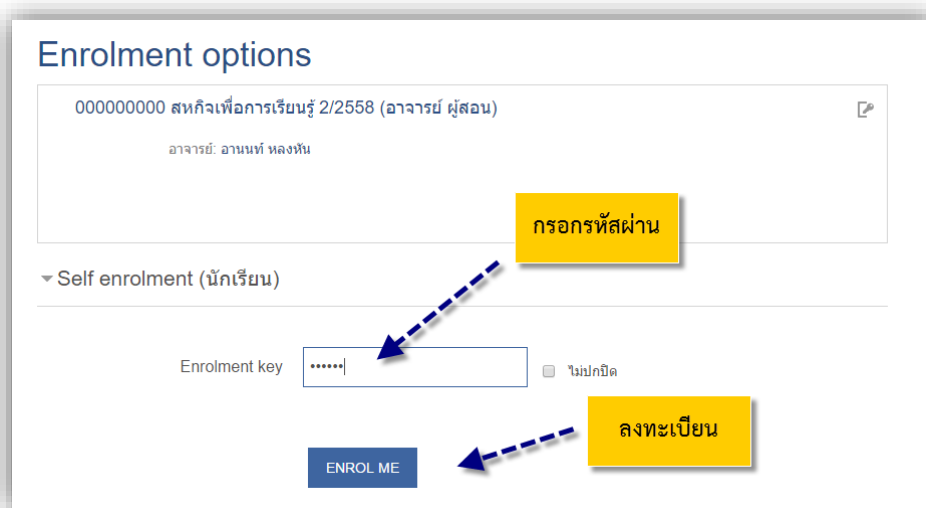 Enrolment options
000000000 สหกิจเพื่อการเรียนรู้ 2/2558 (อาจารย์ ผู้สอน)
อาจารย์: อานนท์ หลงหัน
กรอกรหัสผ่าน
Self enrolment (นักเรียน)
Enrolment key •••••• ไม่ปกปิด
ลงทะเบียน
ENROL ME